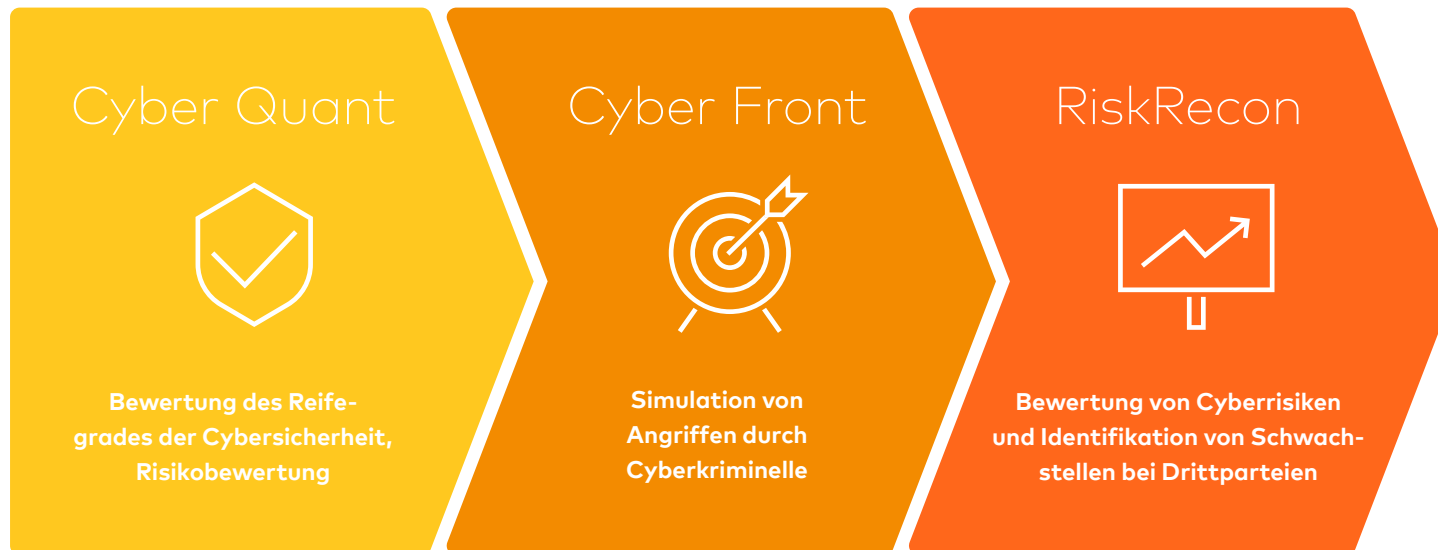 Cyber Quant
Bewertung des Reife-
grades der Cybersicherheit,
Risikobewertung
Cyber Front
Simulation von
Angriffen durch
Cyberkriminelle
RiskRecon
Bewertung von Cyberrisiken
und Identifikation von Schwach-
stellen bei Drittparteien